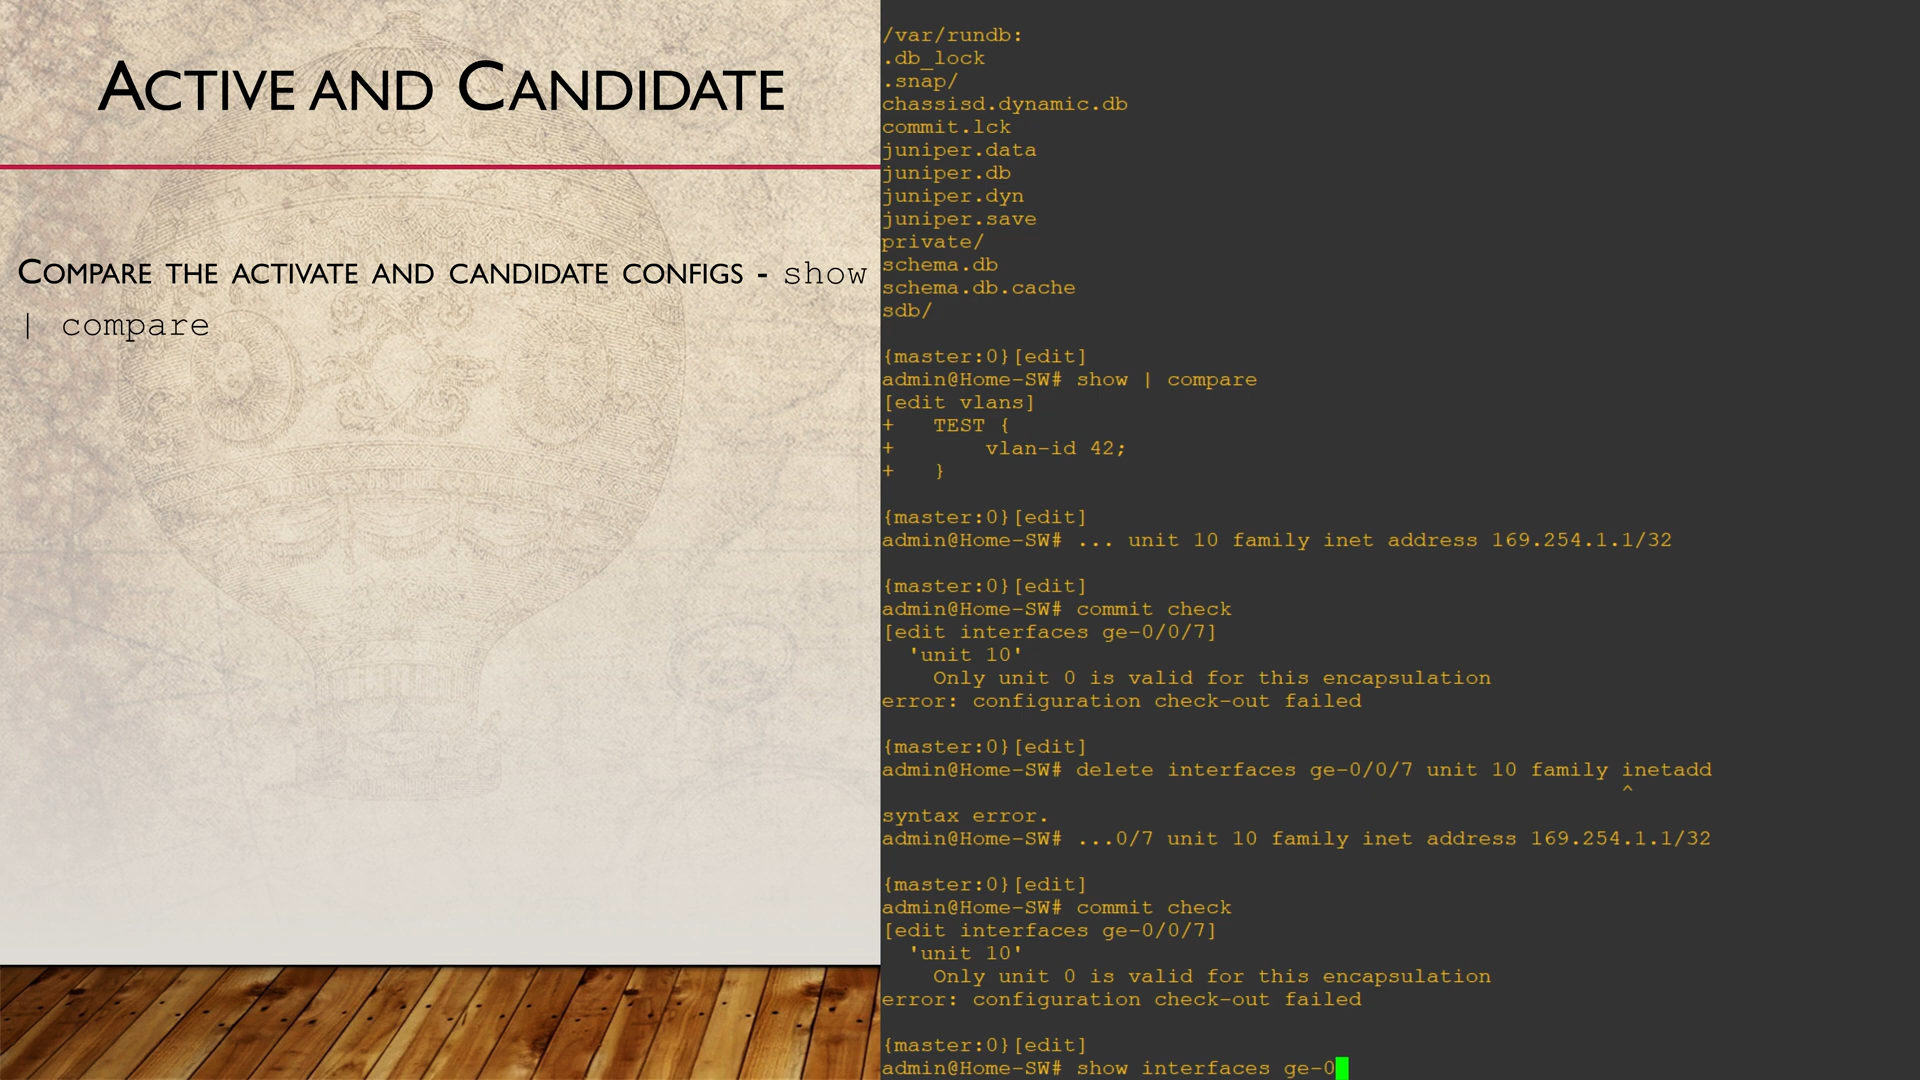 ACTIVE AND CANDIDATE
COMPARE THE ACTIVATE AND CANDIDATE CONFIGS - show
| compare
/var/rundb:
.db_lock
.snap/
chassisd.dynamic.db
commit.lck
juniper.data
juniper.db
juniper.dyn
juniper.save
private/
schema.db
schema.db.cache
sdb/
{master:0}[edit]
admin@Home-SW# show | compare
[edit vlans]
+   TEST {
+       vlan-id 42;
+   }
{master:0}[edit]
admin@Home-SW# ... unit 10 family inet address 169.254.1.1/32
{master:0}[edit]
admin@Home-SW# commit check
[edit interfaces ge-0/0/7]
  'unit 10'
    Only unit 0 is valid for this encapsulation
error: configuration check-out failed
{master:0}[edit]
admin@Home-SW# delete interfaces ge-0/0/7 unit 10 family inetadd
^
syntax error.
admin@Home-SW# ...0/7 unit 10 family inet address 169.254.1.1/32
{master:0}[edit]
admin@Home-SW# commit check
[edit interfaces ge-0/0/7]
  'unit 10'
    Only unit 0 is valid for this encapsulation
error: configuration check-out failed
{master:0}[edit]
admin@Home-SW# show interfaces ge-0